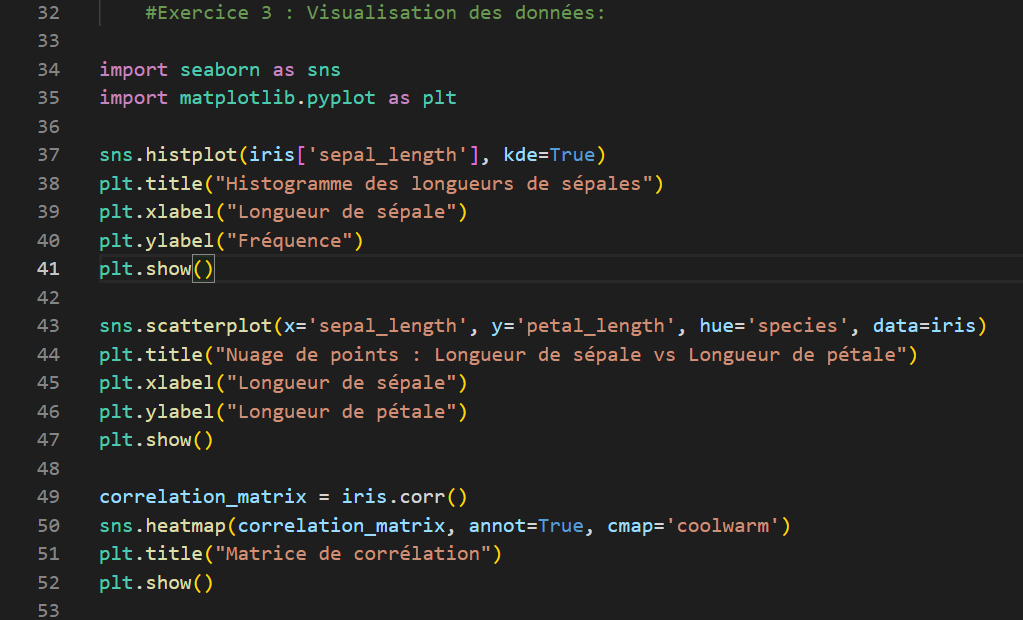 32 #Exercice 3 : Visualisation des données:
33
34 import seaborn as sns
35 import matplotlib.pyplot as plt
36
37 sns.histplot(iris['sepal_length'], kde=True)
38 plt.title("Histogramme des longueurs de sépales")
39 plt.xlabel("Longueur de sépale")
40 plt.ylabel("Fréquence")
41 plt.show()
42
43 sns.scatterplot(x='sepal_length', y='petal_length', hue='species', data=iris)
44 plt.title("Nuage de points : Longueur de sépale vs Longueur de pétale")
45 plt.xlabel("Longueur de sépale")
46 plt.ylabel("Longueur de pétale")
47 plt.show()
48
49 correlation_matrix = iris.corr()
50 sns.heatmap(correlation_matrix, annot=True, cmap='coolwarm')
51 plt.title("Matrice de corrélation")
52 plt.show()
53